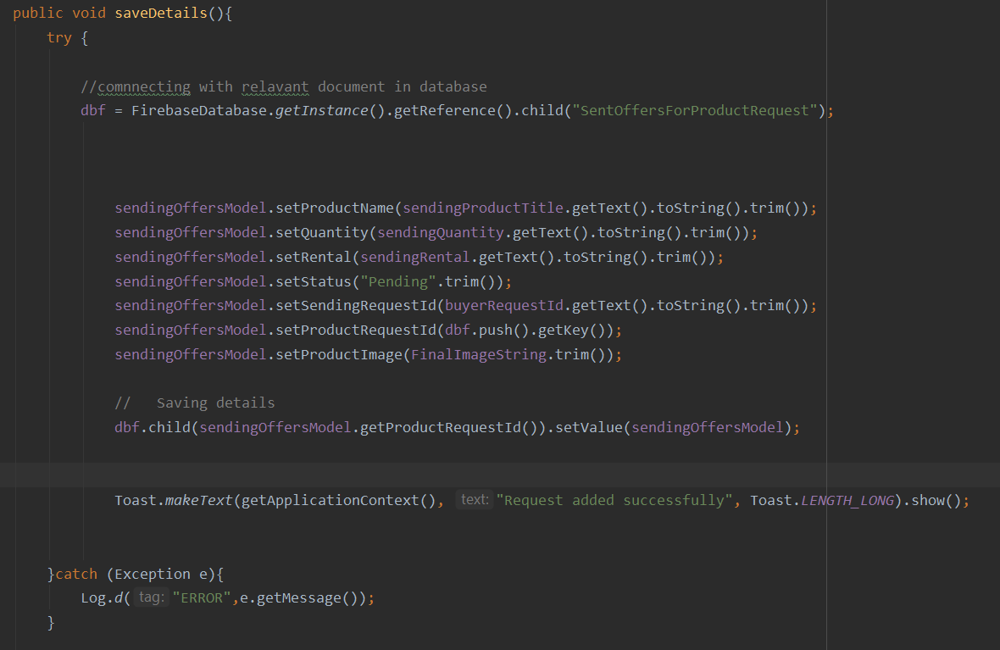 public void saveDetails(){
try {
//comnnecting with relavant document in database
dbf = FirebaseDatabase.getInstance().getReference().child("SentOffersForProductRequest");
sendingOffersModel.setProductName(sendingProductTitle.getText().toString().trim());
sendingOffersModel.setQuantity(sendingQuantity.getText().toString().trim());
sendingOffersModel.setRental(sendingRental.getText().toString().trim());
sendingOffersModel.setStatus("Pending".trim());
sendingOffersModel.setSendingRequestId(buyerRequestId.getText().toString().trim());
sendingOffersModel.setProductRequestId(dbf.push().getKey());
sendingOffersModel.setProductImage(FinalImageString.trim());
//   Saving details
dbf.child(sendingOffersModel.getProductRequestId()).setValue(sendingOffersModel);
Toast.makeText(getApplicationContext(), text: "Request added successfully", Toast.LENGTH_LONG).show();
}catch (Exception e){
Log.d( tag: "ERROR",e.getMessage());
}